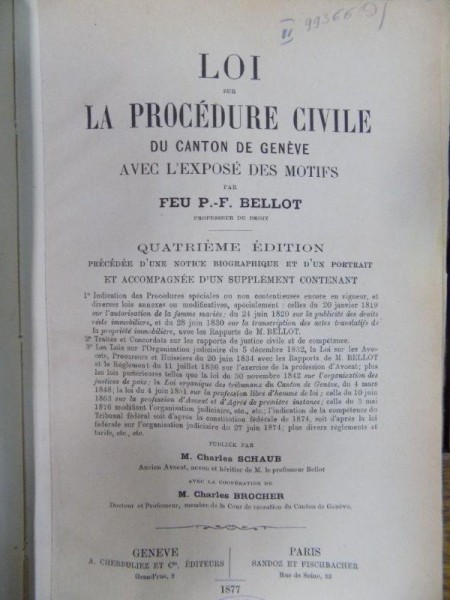 II 99366
LOI
SUR
LA PROCÉDURE CIVILE
DU CANTON DE GENÈVE
AVEC L'EXPOSÉ DES MOTIFS
PAR
FEU P.-F. BELLOT
PROFESSEUR DE DROIT
QUATRIÈME ÉDITION
PRÉCÉDÉE D'UNE NOTICE BIOGRAPHIQUE ET D'UN PORTRAIT
ET ACCOMPAGNÉE D'UN SUPPLÉMENT CONTENANT
1° Indication des Procédures spéciales ou non contentieuses encore en vigueur, et
diverses lois annexes ou modificatives, spécialement : celles du 20 janvier 1819
sur l'autorisation de la femme mariée; du 24 juin 1820 sur la publicité des droits
réels immobiliers, et du 28 juin 1830 sur la transcription des actes translatifs de
la propriété immobilière, avec les Rapports de M. BELLOT.
2° Traités et Concordats sur les rapports de justice civile et de compétence.
3° Les Lois sur l'Organisation judiciaire du 5 décembre 1832, la Loi sur les Avo-
cats, Procureurs et Huissiers du 20 juin 1834 avec les Rapports de M. BELLOT
et le Règlement du 11 juillet 1836 sur l'exercice de la profession d'Avocat; plus
les lois postérieures telles que la loi du 30 novembre 1842 sur l'organisation des
justices de paix; la Loi organique des tribunaux du Canton de Genève, du 4 mars
1848; la loi du 4 juin sur la profession libre d'homme de loi; celle du 10 juin
1863 sur la profession d'Avocat et d'Agréé de première instance; celle du 3 mai
1876 modifiant l'organisation judiciaire, etc., etc.; l'indication de la compétence du
Tribunal fédéral soit d'après la constitution fédérale de 1874, soit d'après la loi
fédérale sur l'organisation judiciaire du 27 juin 1874; plus divers règlements et
tarifs, etc., etc.
PUBLIÉE PAR
M. Charles SCHAUB
Ancien Avocat, neveu et héritier de M. le professeur Bellot
AVEC LA COOPÉRATION DE
M. Charles BROCHER
Docteur et Professeur, membre de la Cour de cassation du Canton de Genève.
GENEVE
A. CHERBULIEZ ET Cie, ÉDITEURS
Grand'rue, 2
PARIS
SANDOZ ET FISCHBACHER
Rue de Seine, 33
1877